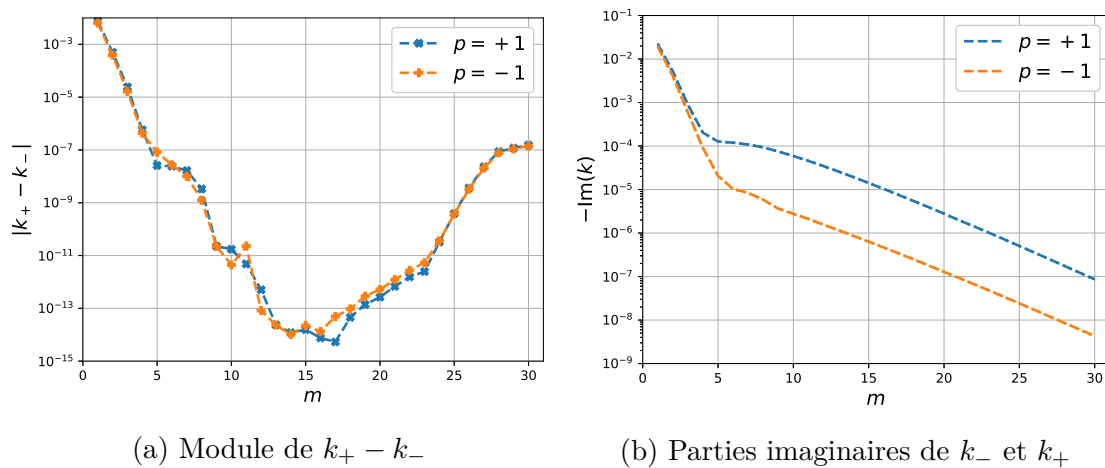 p = +1
p = −1
10⁻³
10⁻⁵
10⁻⁷
10⁻⁹
10⁻¹¹
10⁻¹³
10⁻¹⁵
|k₊ − k₋|
0 5 10 15 20 25 30
m
(a) Module de k₊ − k₋
p = +1
p = −1
10⁻¹
10⁻²
10⁻³
10⁻⁴
10⁻⁵
10⁻⁶
10⁻⁷
10⁻⁸
10⁻⁹
−Im(k)
0 5 10 15 20 25 30
m
(b) Parties imaginaires de k₋ et k₊